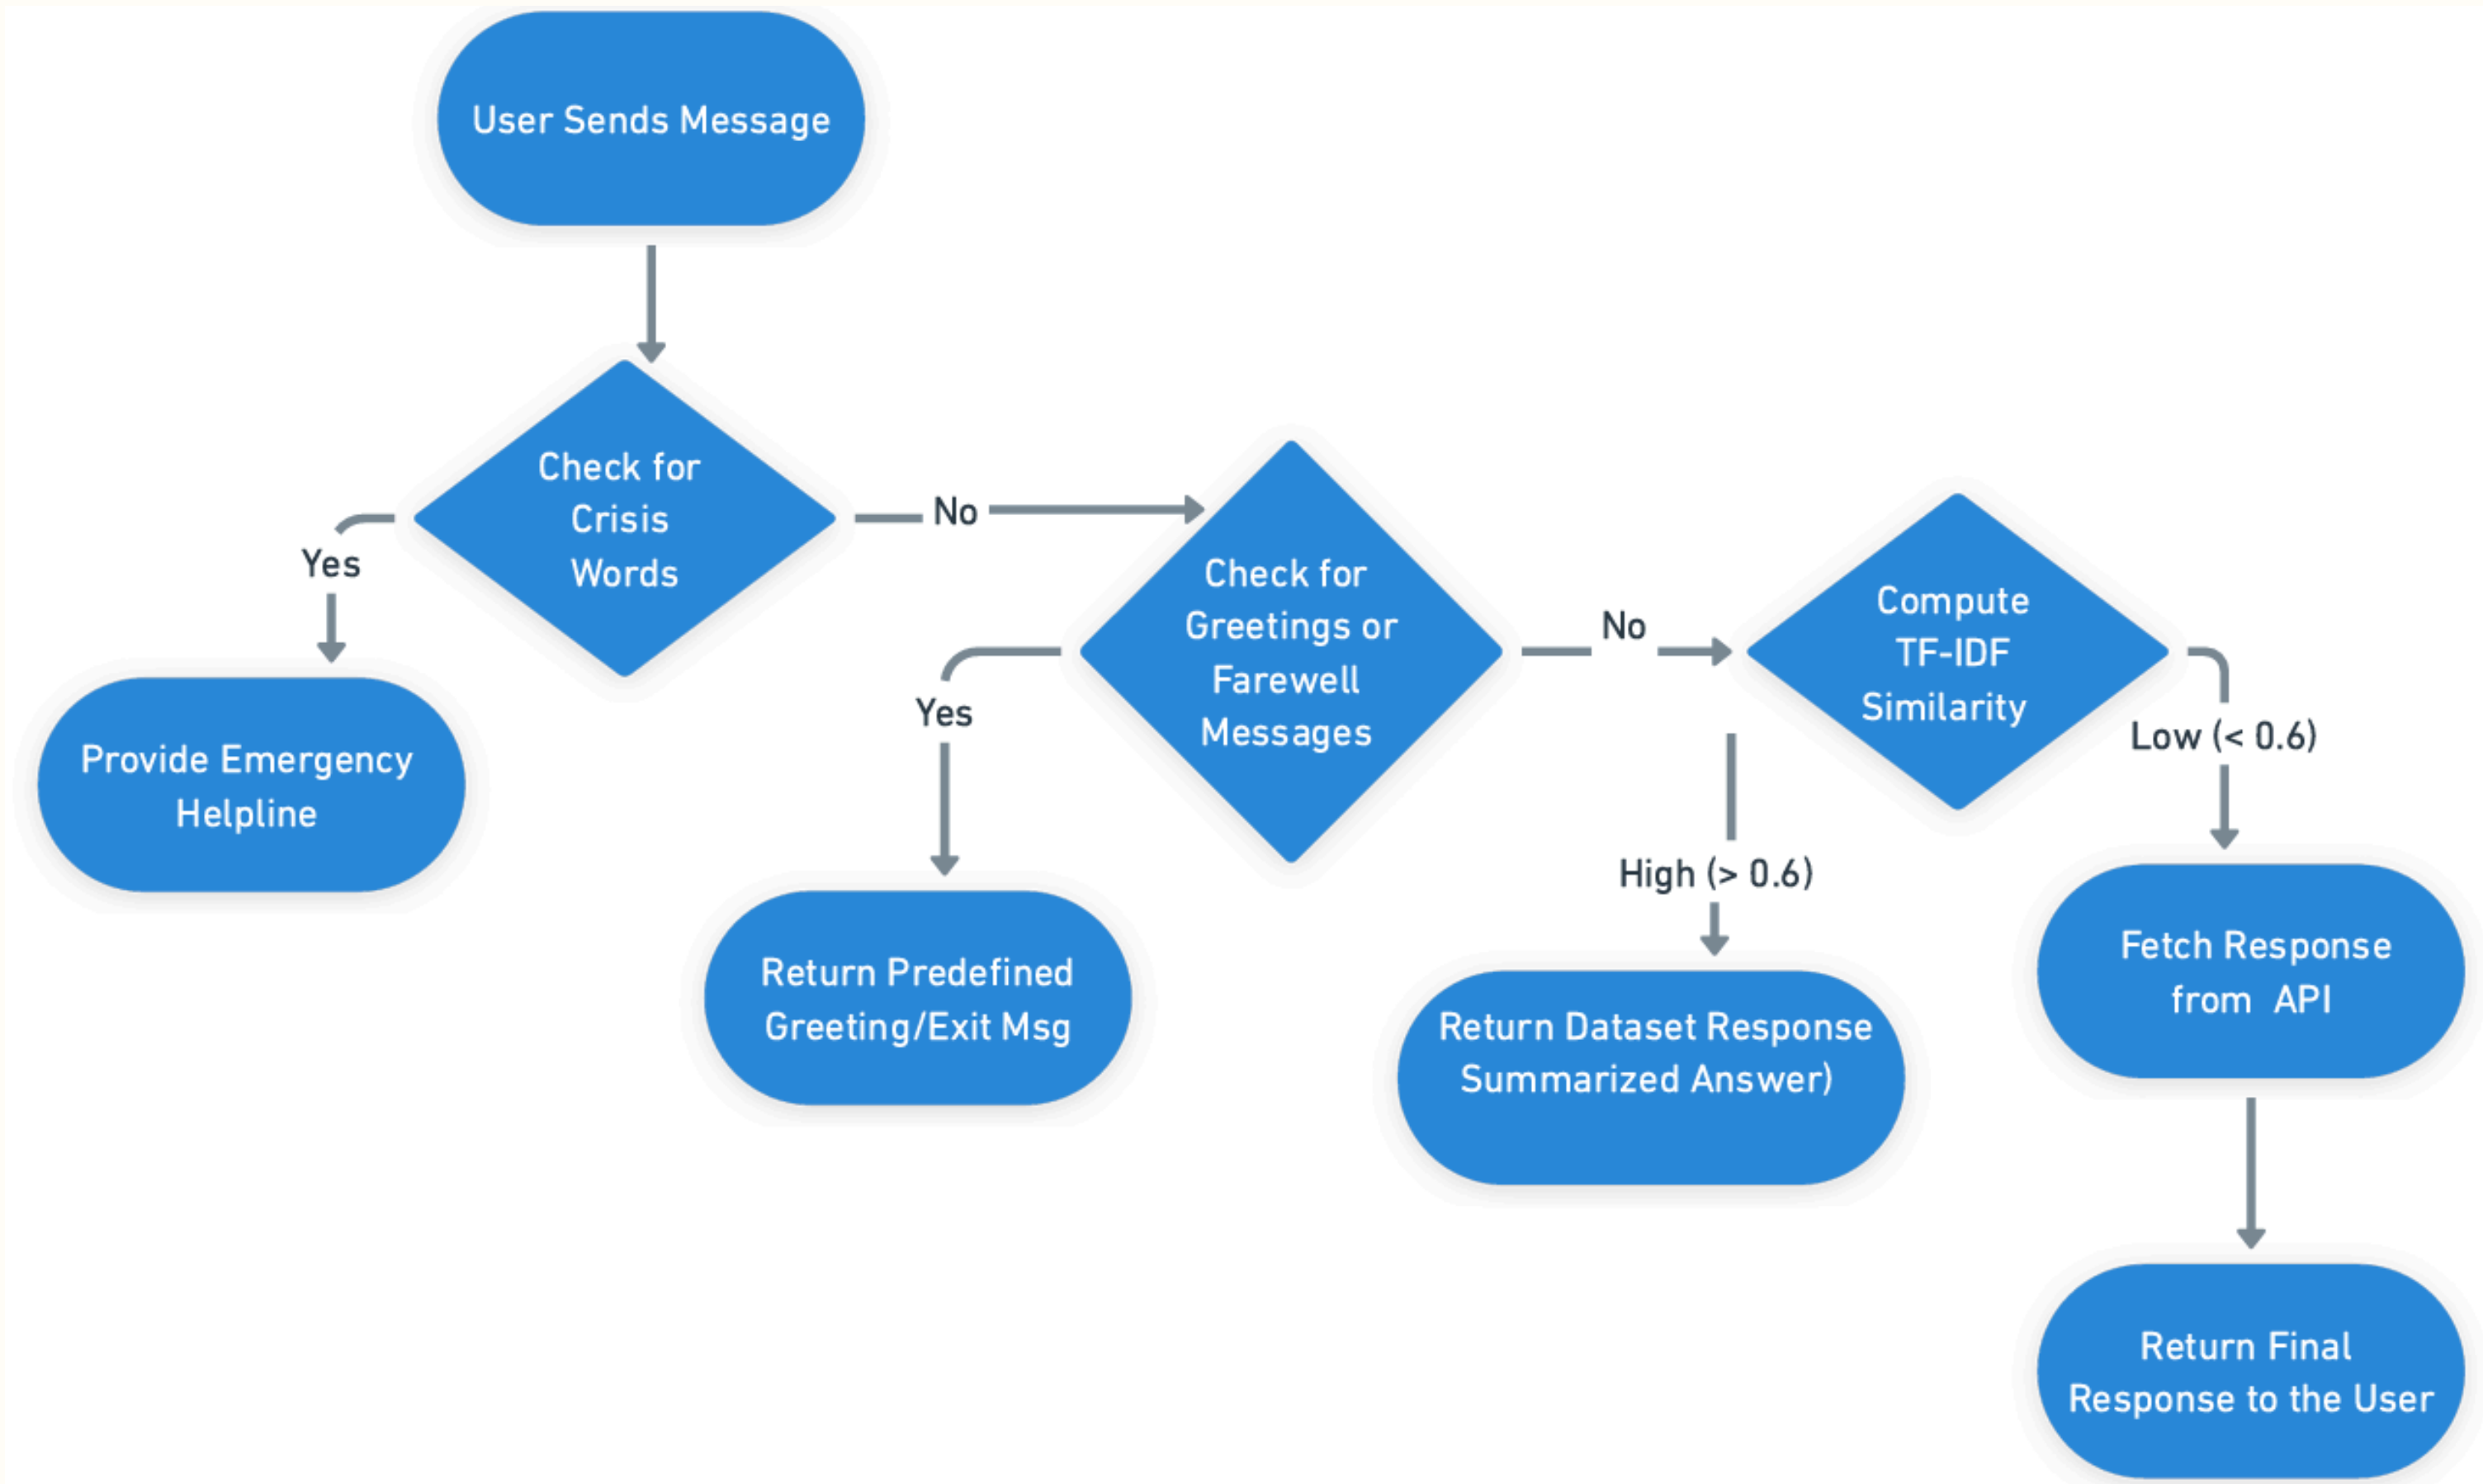 User Sends Message
Check for
Crisis
Words
Yes
No
Provide Emergency
Helpline
Check for
Greetings or
Farewell
Messages
Yes
No
Return Predefined
Greeting/Exit Msg
Compute
TF-IDF
Similarity
High (> 0.6)
Low (< 0.6)
Return Dataset Response
Summarized Answer)
Fetch Response
from  API
Return Final
Response to the User